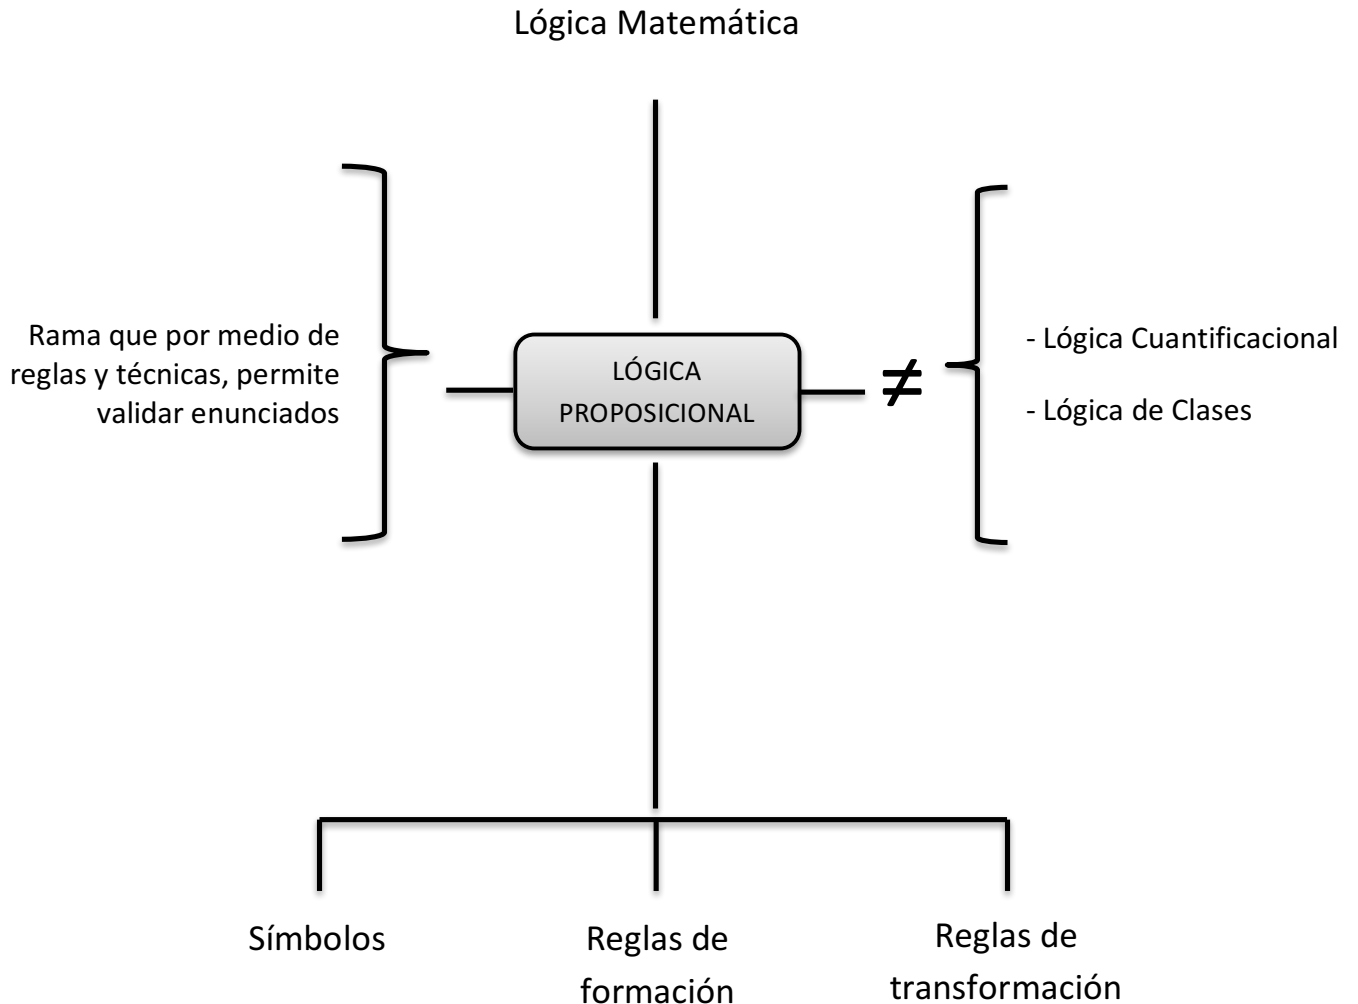 Lógica Matemática
Rama que por medio de
reglas y técnicas, permite
validar enunciados
LÓGICA
PROPOSICIONAL
≠
- Lógica Cuantificacional
- Lógica de Clases
Símbolos
Reglas de
formación
Reglas de
transformación